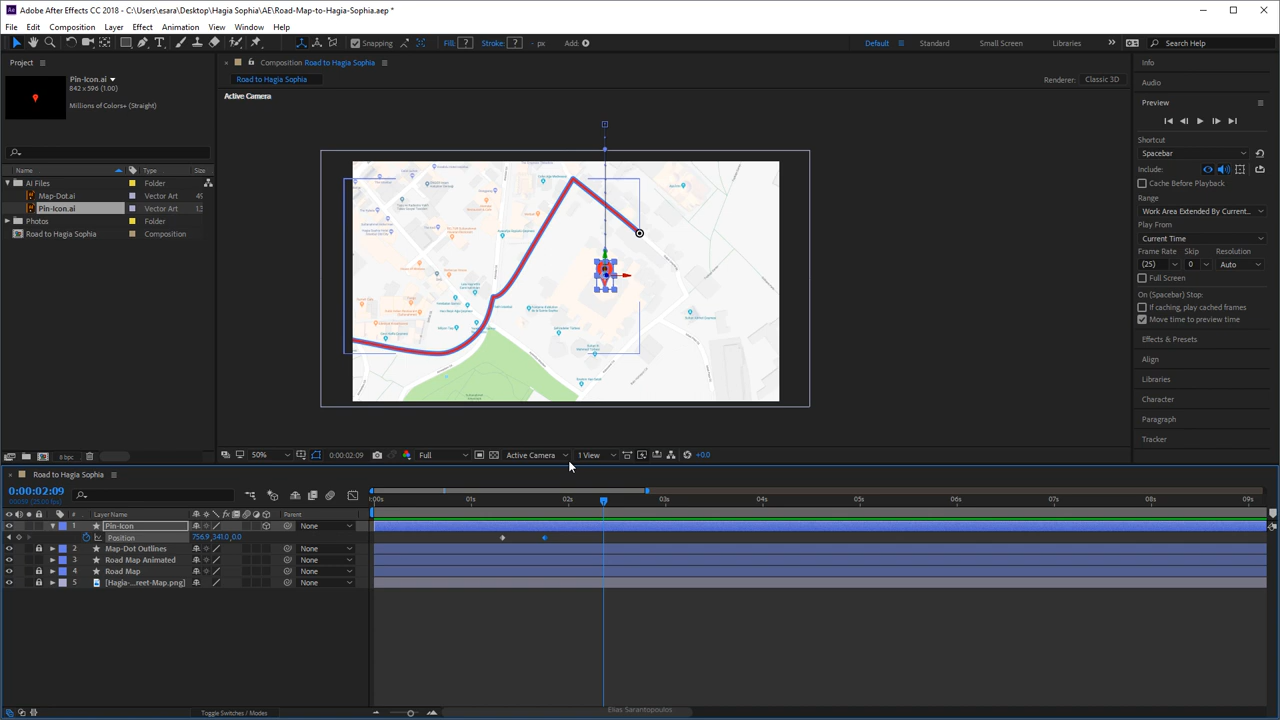 Adobe After Effects CC 2018 - C:\Users\esara\Desktop\Hagia Sophia\AE\Road-Map-to-Hagia-Sophia.aep *
File Edit Composition Layer Effect Animation View Window Help
Snapping Fill: ? Stroke: ? px Add: Default Standard Small Screen Libraries Search Help
Project
Composition Road to Hagia Sophia
Info
Pin-Icon.ai
842 x 596 (1.00)
Millions of Colors+ (Straight)
Road to Hagia Sophia
Renderer: Classic 3D
Audio
Active Camera
Preview
Shortcut
Spacebar
Include:
Cache Before Playback
Range
Work Area Extended By Current...
Play From
Current Time
Frame Rate Skip Resolution
(25) 0 Auto
Full Screen
On (Spacebar) Stop:
If caching, play cached frames
Move time to preview time
Effects & Presets
Align
Libraries
Character
Paragraph
Tracker
Name Type Size
AI Files Folder
Map-Dot.ai Vector Art 45
Pin-Icon.ai Vector Art 13
Photos Folder
Road to Hagia Sophia Composition
8 bpc
50% 0:00:02:09 Full Active Camera 1 View +0.0
Road to Hagia Sophia
0:00:02:09
# Layer Name Parent
:00s 01s 02s 03s 04s 05s 06s 07s 08s 09s
1 Pin-Icon None
Position 756.9,341.0,0.0
2 Map-Dot Outlines None
3 Road Map Animated None
4 Road Map None
5 [Hagia-...reet-Map.png] None
Toggle Switches / Modes
Elias Sarantopoulos